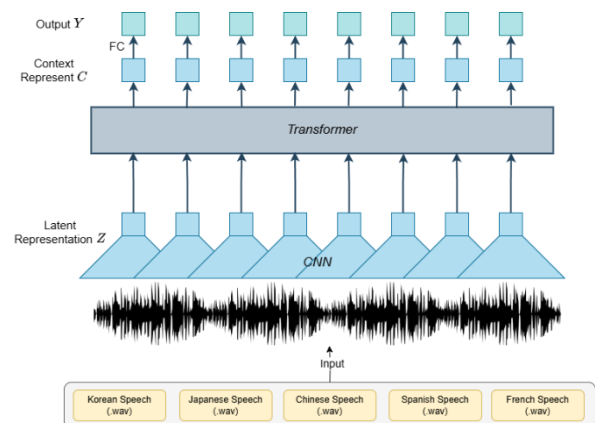 Output Y
FC
Context
Represent C
Transformer
Latent
Representation Z
CNN
Input
Korean Speech
(.wav)
Japanese Speech
(.wav)
Chinese Speech
(.wav)
Spanish Speech
(.wav)
French Speech
(.wav)